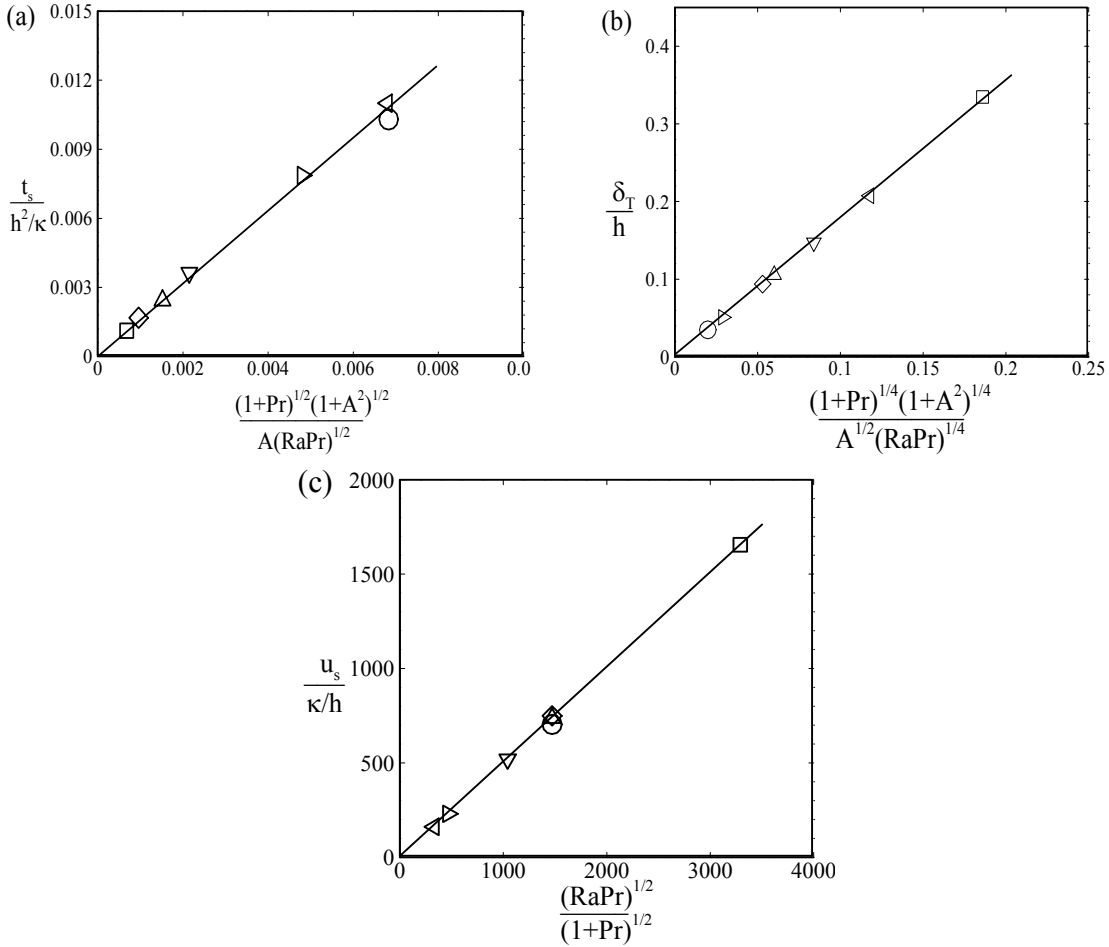 (a)
0.015
0.012
0.009
0.006
0.003
0
t_s
h²/κ
0 0.002 0.004 0.006 0.008 0.0
(1+Pr)^{1/2}(1+A²)^{1/2}
A(RaPr)^{1/2}
(b)
0.4
0.3
0.2
0.1
0
δ_T
h
0 0.05 0.1 0.15 0.2 0.25
(1+Pr)^{1/4}(1+A²)^{1/4}
A^{1/2}(RaPr)^{1/4}
(c)
2000
1500
1000
500
0
u_s
κ/h
0 1000 2000 3000 4000
(RaPr)^{1/2}
(1+Pr)^{1/2}